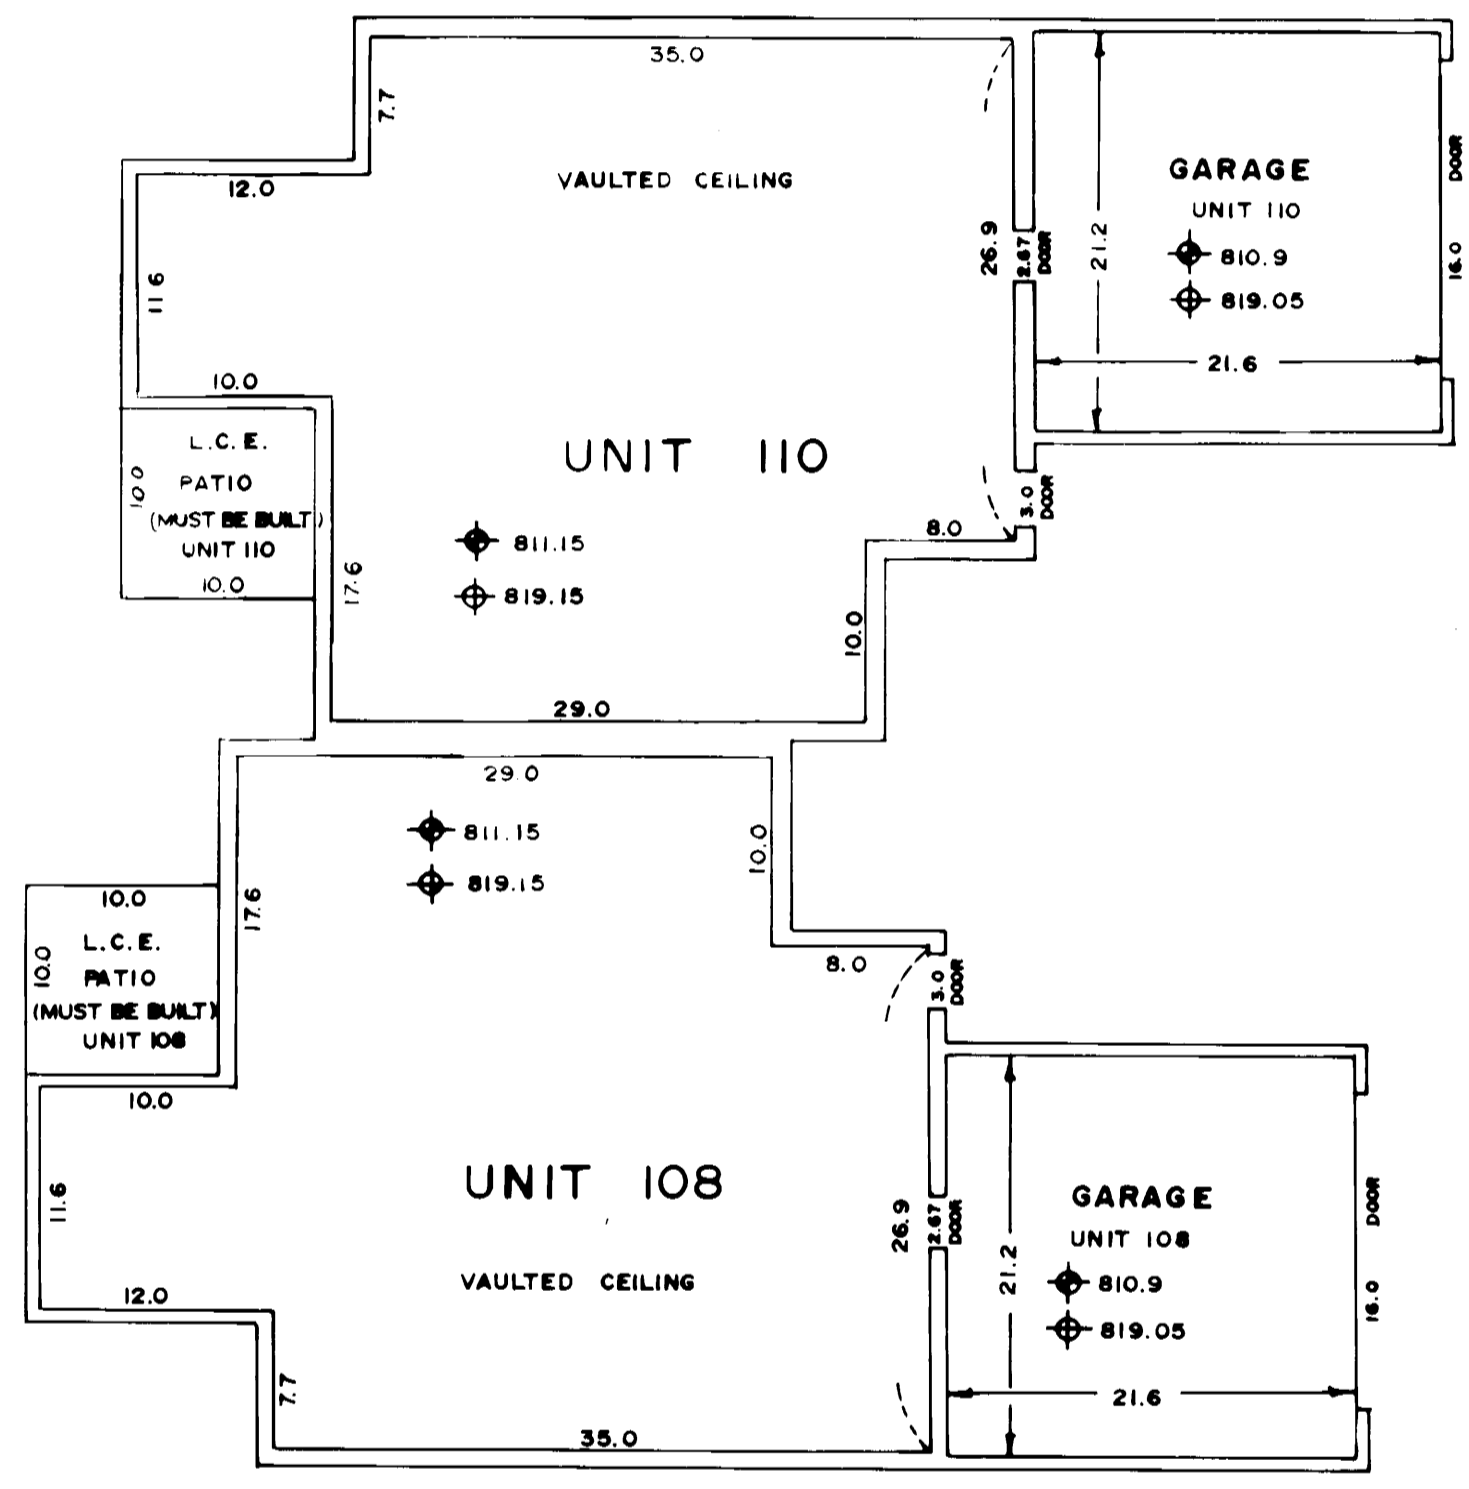 35.0
7.7
VAULTED CEILING
12.0
11.6
26.9
2.67
DOOR
21.2
GARAGE
UNIT 110
810.9
819.05
21.6
DOOR
16.0
10.0
L.C.E.
PATIO
(MUST BE BUILT)
UNIT 110
10.0
10.0
UNIT 110
811.15
819.15
17.6
3.0
DOOR
8.0
10.0
29.0
29.0
811.15
819.15
10.0
8.0
3.0
DOOR
17.6
10.0
10.0
L.C.E.
PATIO
(MUST BE BUILT)
UNIT 108
10.0
11.6
12.0
7.7
UNIT 108
VAULTED CEILING
35.0
26.9
2.67
DOOR
21.2
GARAGE
UNIT 108
810.9
819.05
21.6
DOOR
16.0